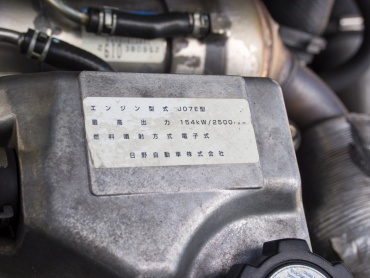 エンジン型式 J07E型
最高出力 154kW/2500r.p.m
燃料噴射方式 電子式
日野自動車株式会社